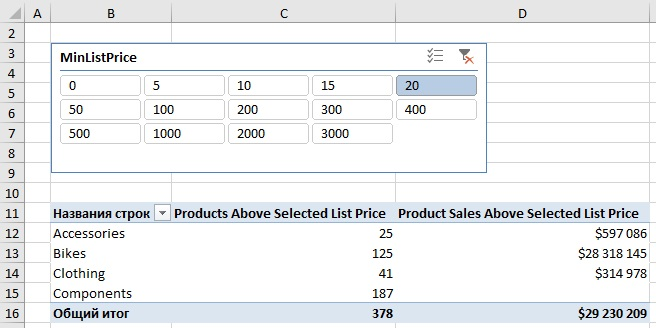 A B C D
2
3 MinListPrice
4 0 5 10 15 20
5
6 50 100 200 300 400
7 500 1000 2000 3000
8
9
10
11 Названия строк Products Above Selected List Price Product Sales Above Selected List Price
12 Accessories 25 $597 086
13 Bikes 125 $28 318 145
14 Clothing 41 $314 978
15 Components 187
16 Общий итог 378 $29 230 209